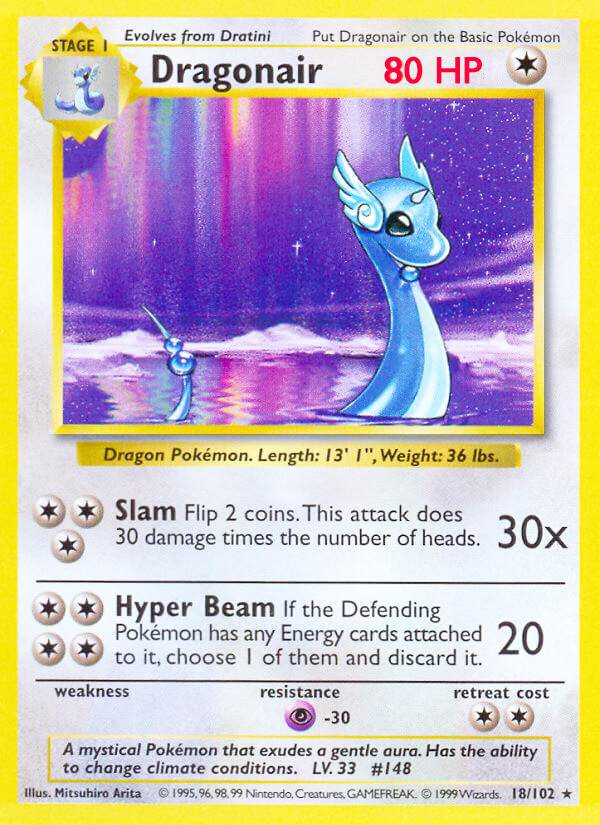 STAGE 1
Evolves from Dratini
Put Dragonair on the Basic Pokémon
Dragonair
80 HP
Dragon Pokémon. Length: 13' 1", Weight: 36 lbs.
Slam Flip 2 coins. This attack does
30 damage times the number of heads.
30x
Hyper Beam If the Defending
Pokémon has any Energy cards attached
to it, choose 1 of them and discard it.
20
weakness
resistance
retreat cost
-30
A mystical Pokémon that exudes a gentle aura. Has the ability
to change climate conditions. LV. 33 #148
Illus. Mitsuhiro Arita © 1995, 96, 98, 99 Nintendo, Creatures, GAMEFREAK. © 1999 Wizards. 18/102 ★